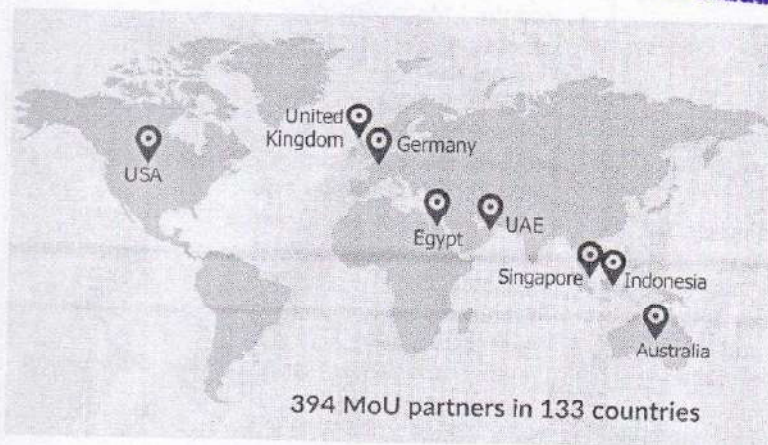 United
Kingdom
Germany
USA
Egypt
UAE
Singapore
Indonesia
Australia
394 MoU partners in 133 countries